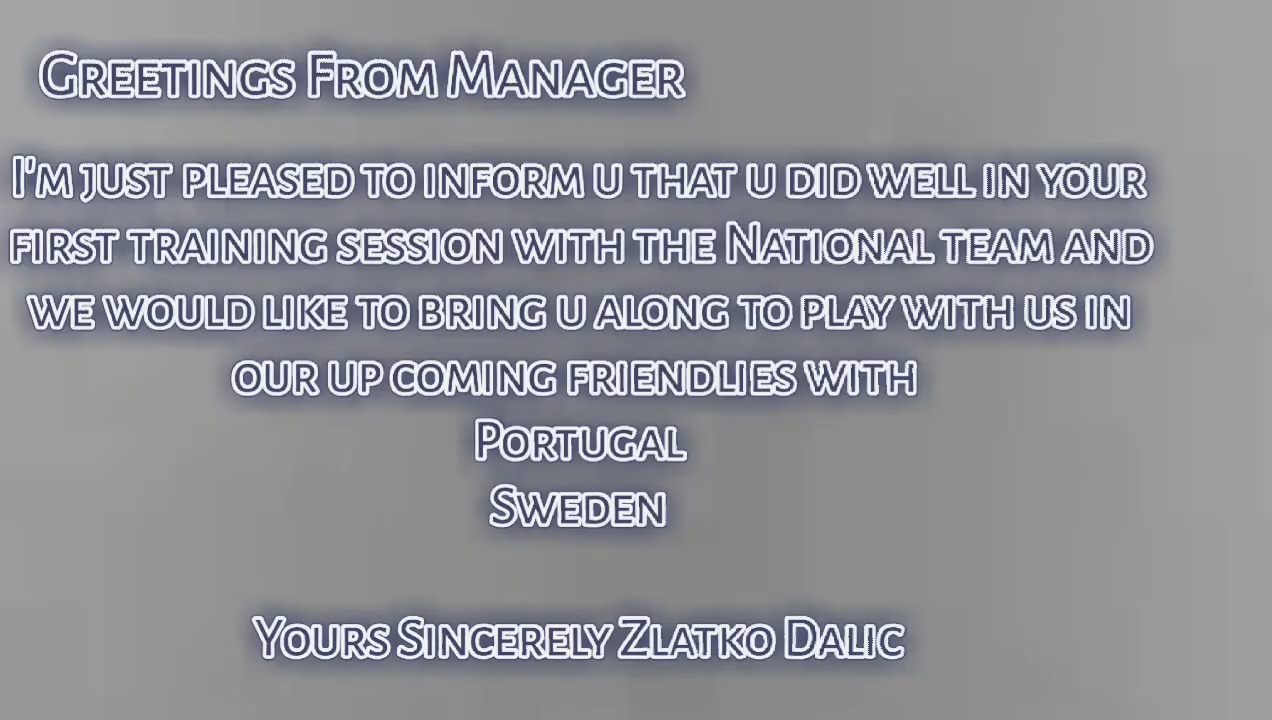 Greetings From Manager
I'm just pleased to inform u that u did well in your
first training session with the National team and
we would like to bring u along to play with us in
our up coming friendlies with
Portugal
Sweden
Yours Sincerely Zlatko Dalic